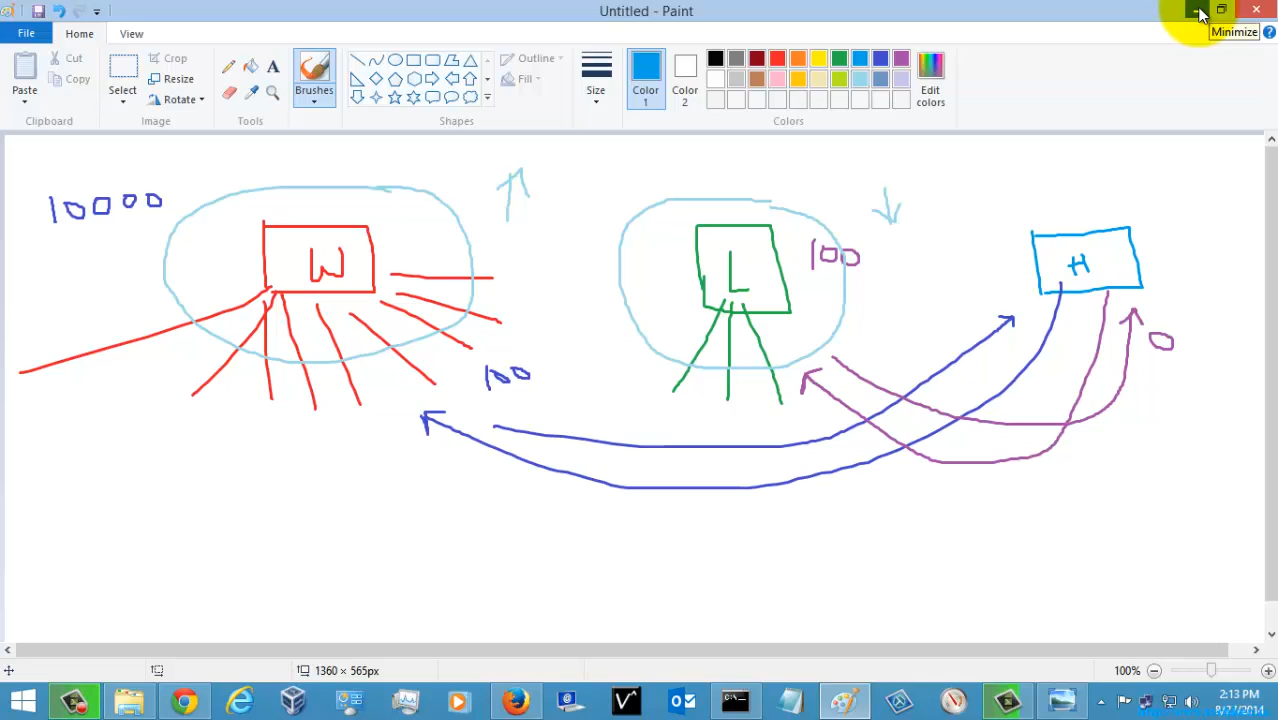 Untitled - Paint
File
Home
View
Minimize
Paste
Cut
Copy
Clipboard
Select
Crop
Resize
Rotate
Image
A
Tools
Brushes
Outline
Fill
Shapes
Size
Color 1
Color 2
Edit colors
Colors
10000
W
L
100
H
0
100
1360 × 565px
100%
C:\_
2:13 PM